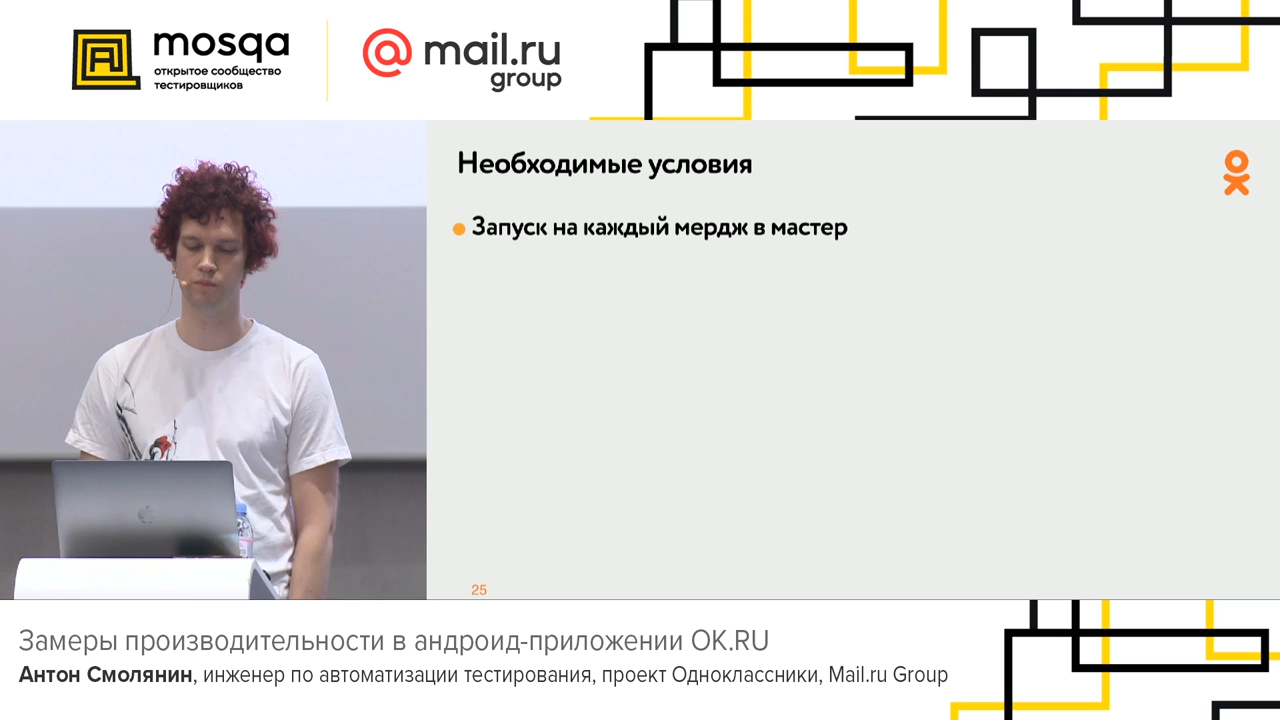 mosqa
открытое сообщество
тестировщиков
@mail.ru
group
Необходимые условия
Запуск на каждый мердж в мастер
25
Замеры производительности в андроид-приложении OK.RU
Антон Смолянин, инженер по автоматизации тестирования, проект Одноклассники, Mail.ru Group